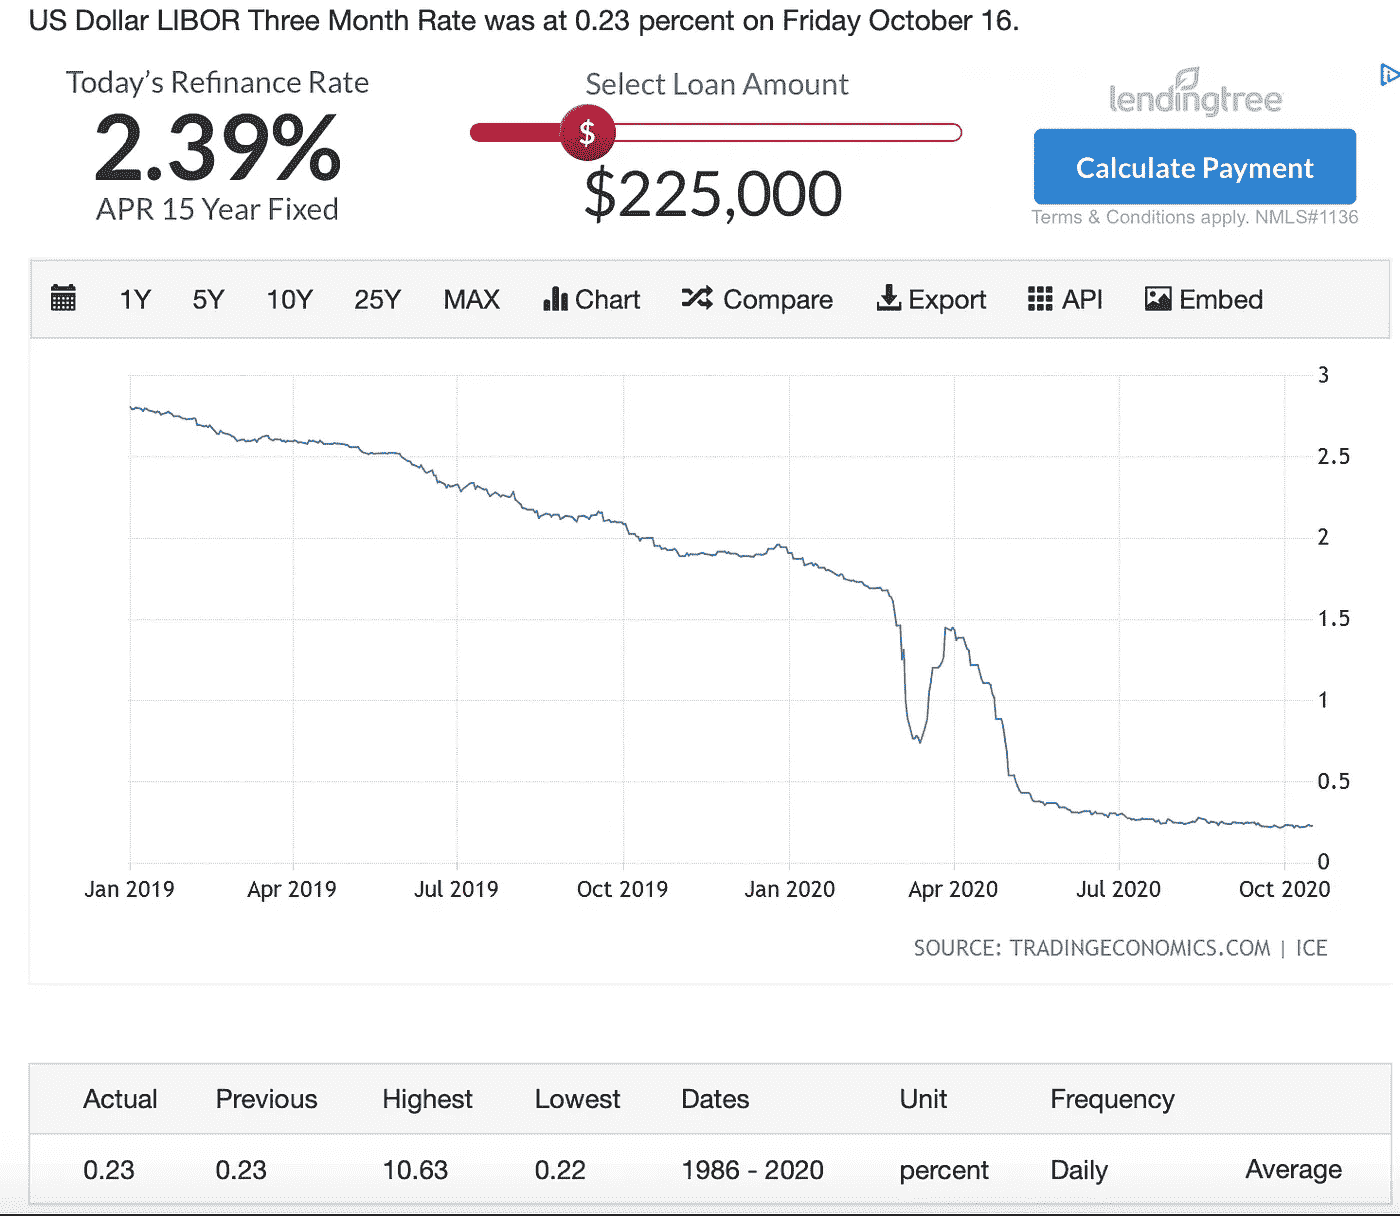 US Dollar LIBOR Three Month Rate was at 0.23 percent on Friday October 16.
Today's Refinance Rate
2.39%
APR 15 Year Fixed
Select Loan Amount
$
$225,000
lendingtree
Calculate Payment
Terms & Conditions apply. NMLS#1136
1Y 5Y 10Y 25Y MAX Chart Compare Export API Embed
3
2.5
2
1.5
1
0.5
0
Jan 2019 Apr 2019 Jul 2019 Oct 2019 Jan 2020 Apr 2020 Jul 2020 Oct 2020
SOURCE: TRADINGECONOMICS.COM | ICE
Actual Previous Highest Lowest Dates Unit Frequency
0.23 0.23 10.63 0.22 1986 - 2020 percent Daily Average